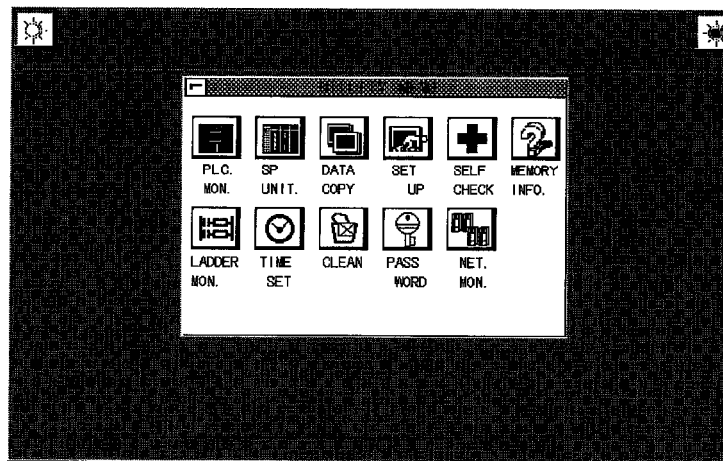 PLC. SP DATA SET SELF MEMORY
MON. UNIT. COPY UP CHECK INFO.
LADDER TIME CLEAN PASS NET.
MON. SET WORD MON.